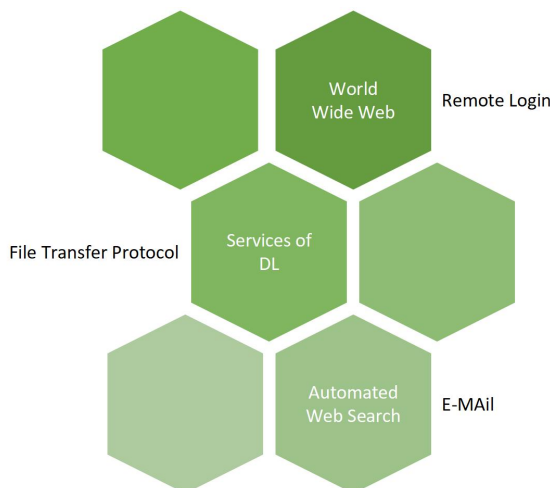 World
Wide Web
Remote Login
File Transfer Protocol
Services of
DL
Automated
Web Search
E-MAil